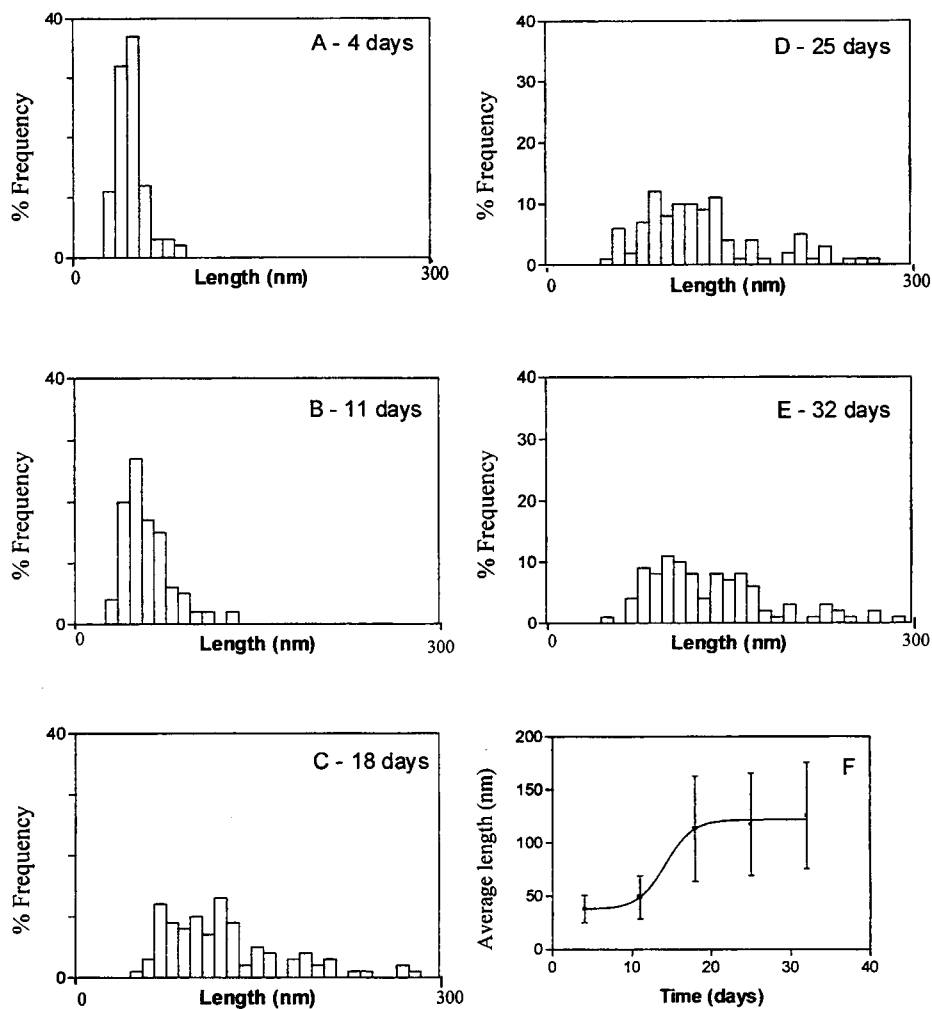 40
A - 4 days
% Frequency
0
0
Length (nm)
300
40
B - 11 days
% Frequency
0
0
Length (nm)
300
40
C - 18 days
% Frequency
0
0
Length (nm)
300
40
D - 25 days
30
% Frequency
20
10
0
0
Length (nm)
300
40
E - 32 days
30
% Frequency
20
10
0
0
Length (nm)
300
200
F
150
Average length (nm)
100
50
0
0
10
20
30
40
Time (days)